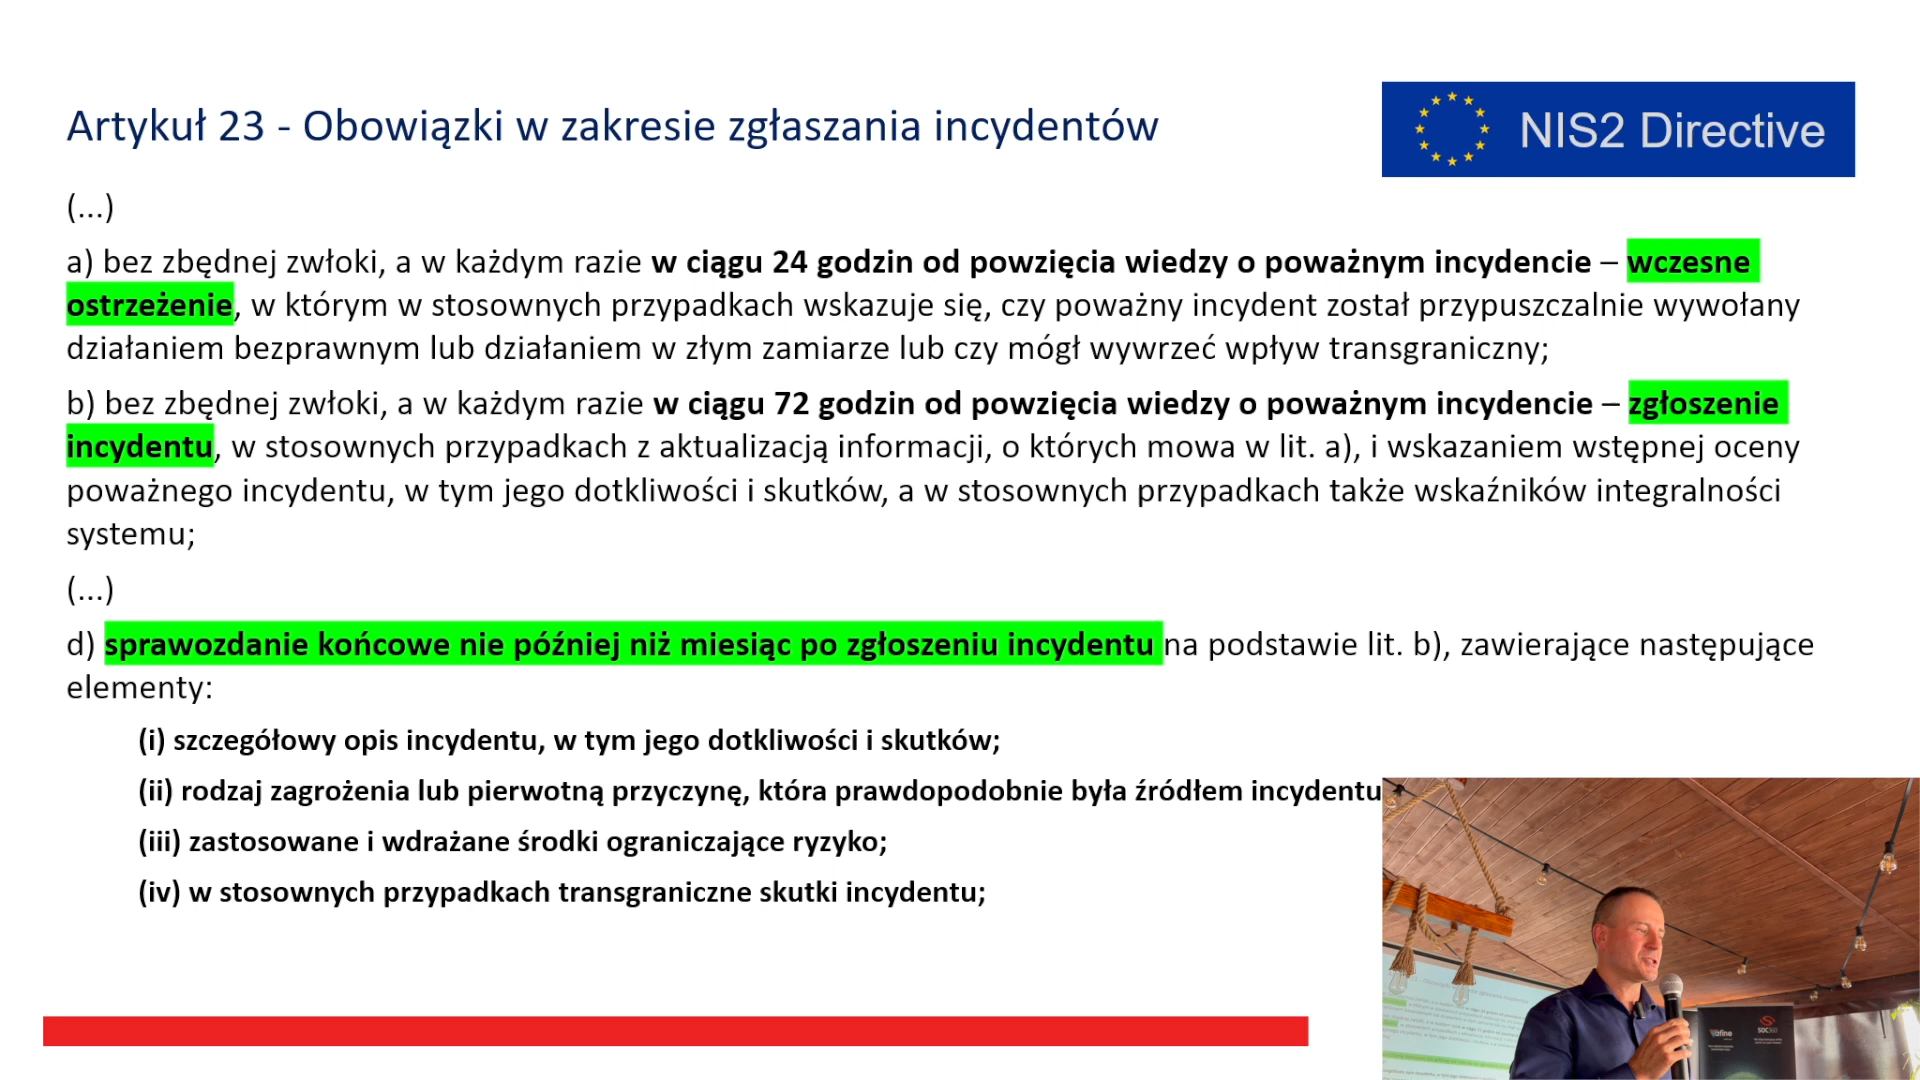 Artykuł 23 - Obowiązki w zakresie zgłaszania incydentów
NIS2 Directive
(...)
a) bez zbędnej zwłoki, a w każdym razie w ciągu 24 godzin od powzięcia wiedzy o poważnym incydencie – wczesne
ostrzeżenie, w którym w stosownych przypadkach wskazuje się, czy poważny incydent został przypuszczalnie wywołany
działaniem bezprawnym lub działaniem w złym zamiarze lub czy mógł wywrzeć wpływ transgraniczny;
b) bez zbędnej zwłoki, a w każdym razie w ciągu 72 godzin od powzięcia wiedzy o poważnym incydencie – zgłoszenie
incydentu, w stosownych przypadkach z aktualizacją informacji, o których mowa w lit. a), i wskazaniem wstępnej oceny
poważnego incydentu, w tym jego dotkliwości i skutków, a w stosownych przypadkach także wskaźników integralności
systemu;
(...)
d) sprawozdanie końcowe nie później niż miesiąc po zgłoszeniu incydentu na podstawie lit. b), zawierające następujące
elementy:
(i) szczegółowy opis incydentu, w tym jego dotkliwości i skutków;
(ii) rodzaj zagrożenia lub pierwotną przyczynę, która prawdopodobnie była źródłem incydentu
(iii) zastosowane i wdrażane środki ograniczające ryzyko;
(iv) w stosownych przypadkach transgraniczne skutki incydentu;
SOC360